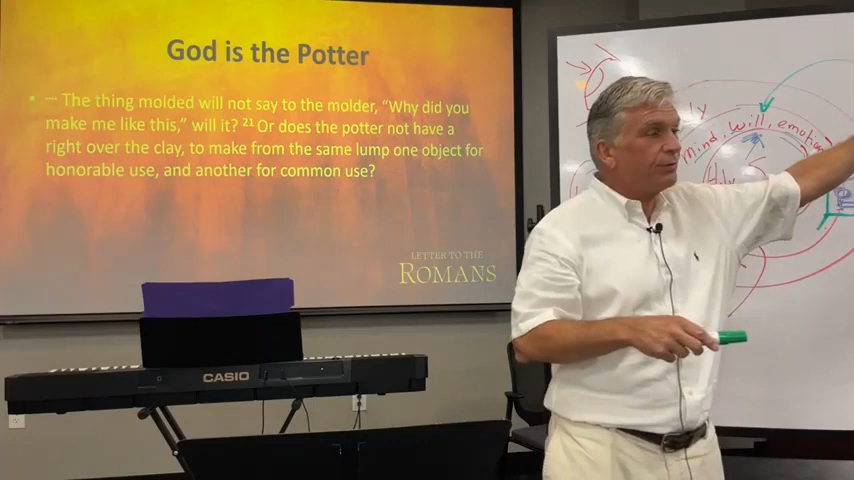 God is the Potter
• ... The thing molded will not say to the molder, “Why did you
make me like this,” will it? 21 Or does the potter not have a
right over the clay, to make from the same lump one object for
honorable use, and another for common use?
LETTER TO THE
ROMANS
CASIO
mind, will, emotion